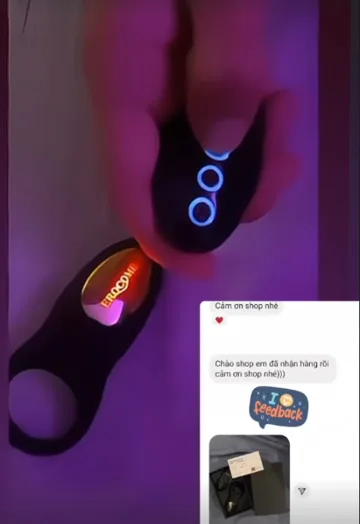 EROCOME
Cảm ơn shop nhé
Chào shop em đã nhận hàng rồi
cảm ơn shop nhé)))
I
feedback